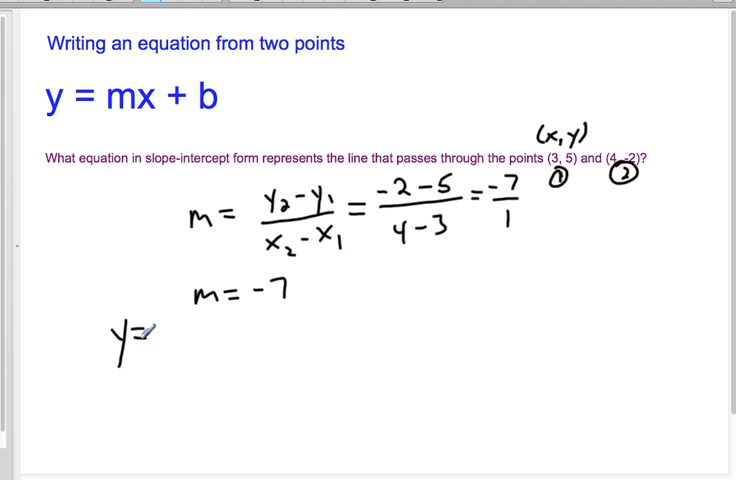 Writing an equation from two points
y = mx + b
(x, y)
What equation in slope-intercept form represents the line that passes through the points (3, 5) and (4, -2)?
① ②
m = y₂ - y₁ / x₂ - x₁ = -2 - 5 / 4 - 3 = -7 / 1
m = -7
y=